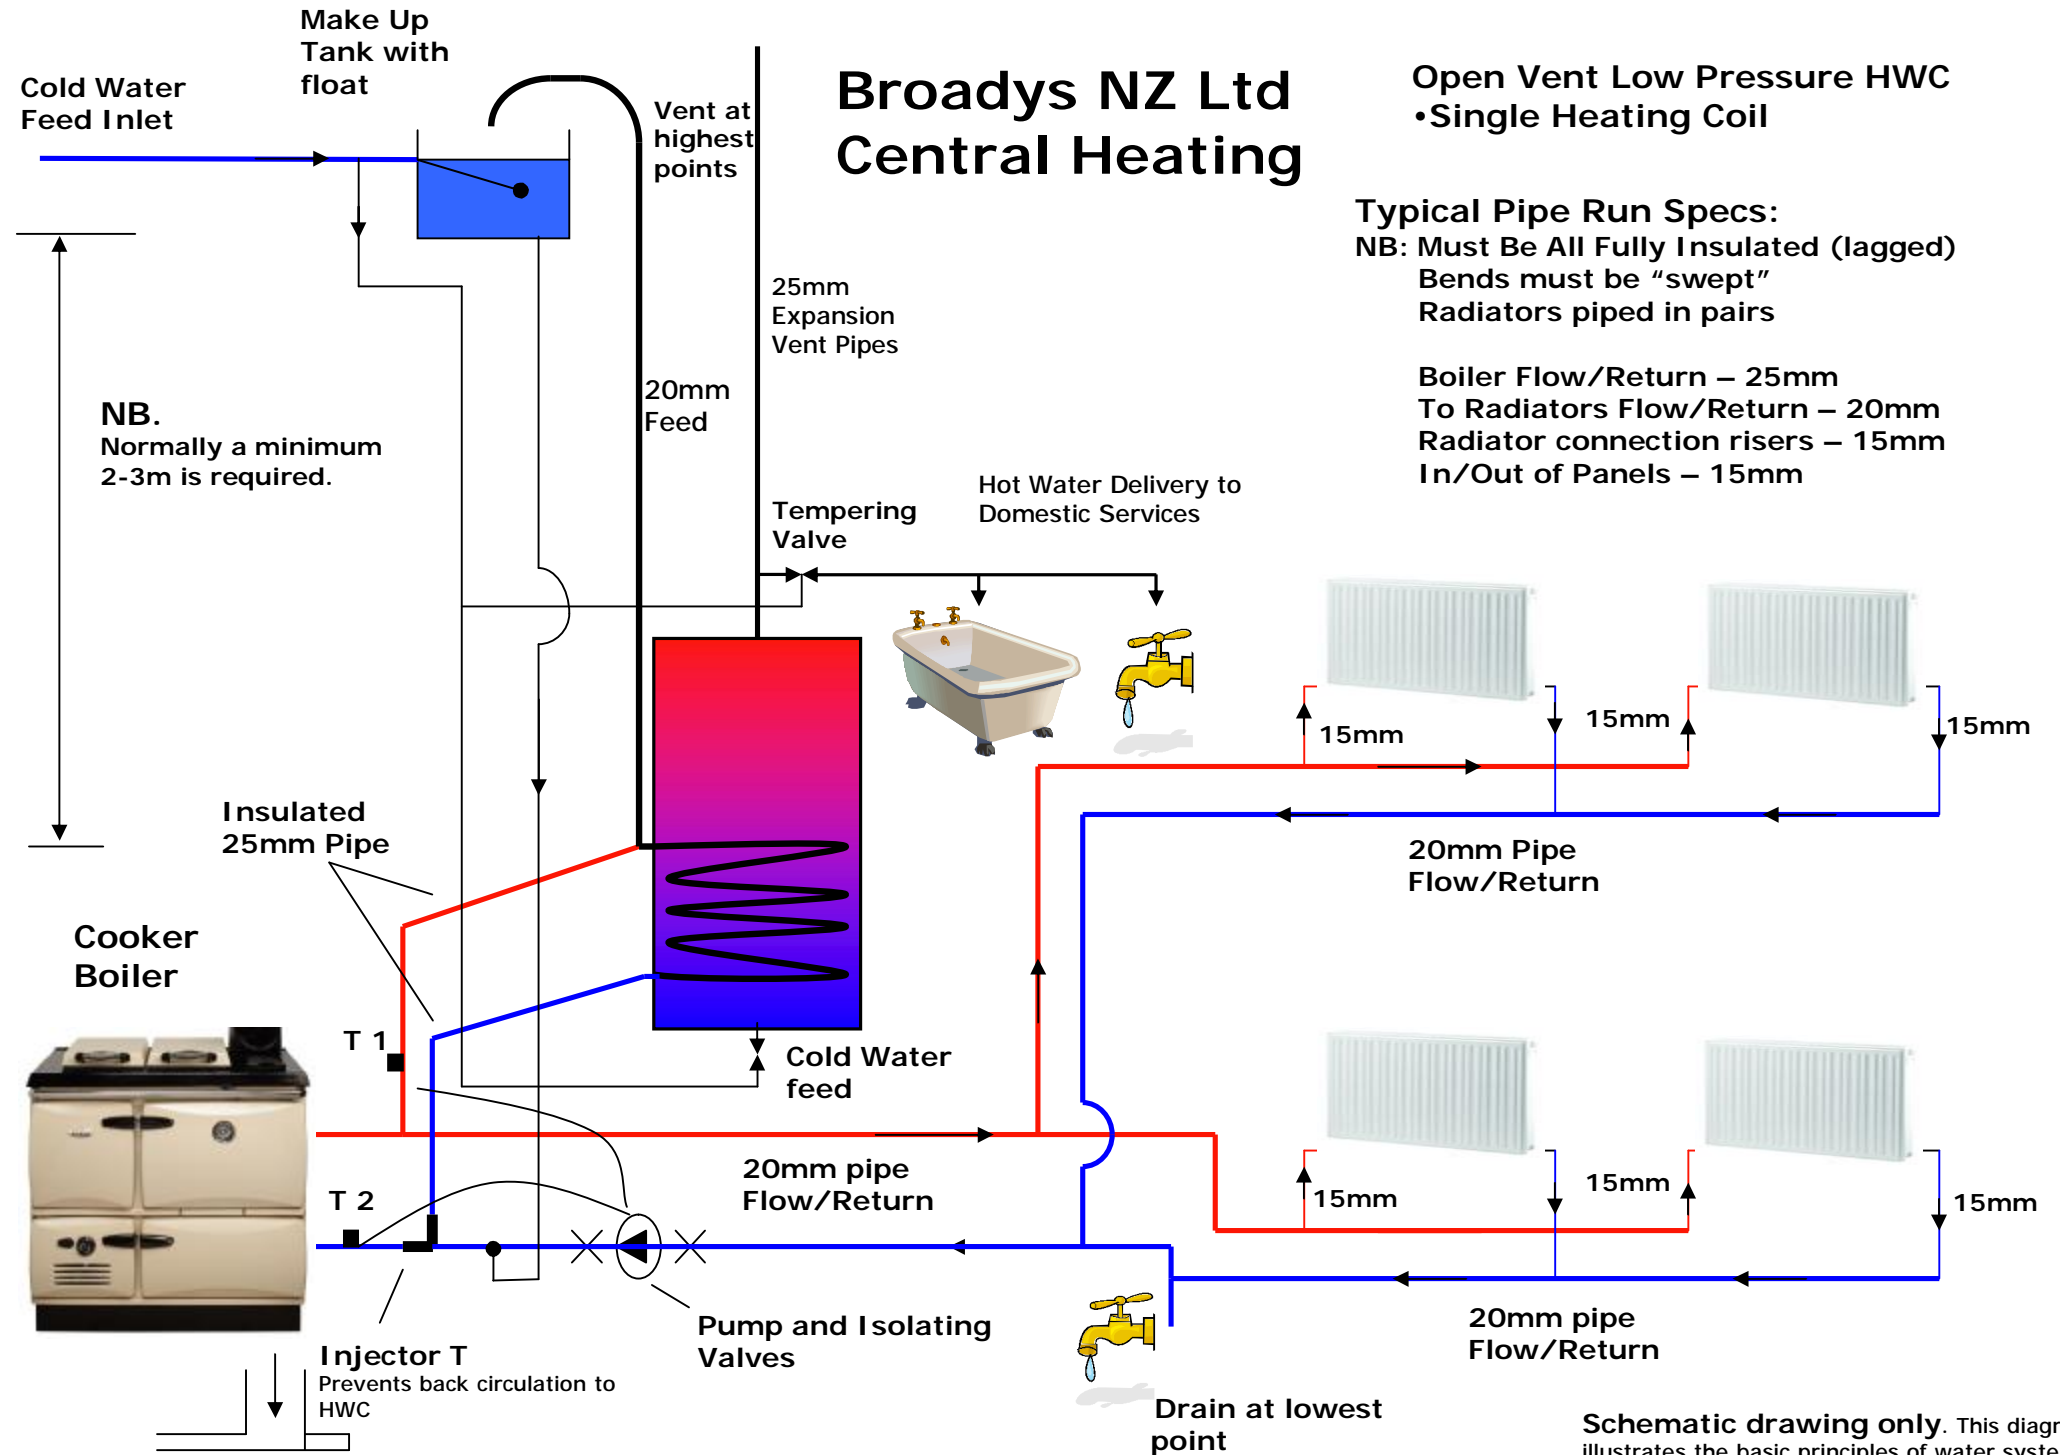 Make Up
Tank with
float
Cold Water
Feed Inlet
Vent at
highest
points
Broadys NZ Ltd
Central Heating
Open Vent Low Pressure HWC
•Single Heating Coil
Typical Pipe Run Specs:
NB: Must Be All Fully Insulated (lagged)
Bends must be “swept”
Radiators piped in pairs
Boiler Flow/Return – 25mm
To Radiators Flow/Return – 20mm
Radiator connection risers – 15mm
In/Out of Panels – 15mm
25mm
Expansion
Vent Pipes
20mm
Feed
NB.
Normally a minimum
2-3m is required.
Tempering
Valve
Hot Water Delivery to
Domestic Services
15mm
15mm
15mm
20mm Pipe
Flow/Return
Insulated
25mm Pipe
Cooker
Boiler
T 1
Cold Water
feed
T 2
20mm pipe
Flow/Return
15mm
15mm
15mm
20mm pipe
Flow/Return
Pump and Isolating
Valves
Injector T
Prevents back circulation to
HWC
Drain at lowest
point
Schematic drawing only. This
illustrates the basic principles of water